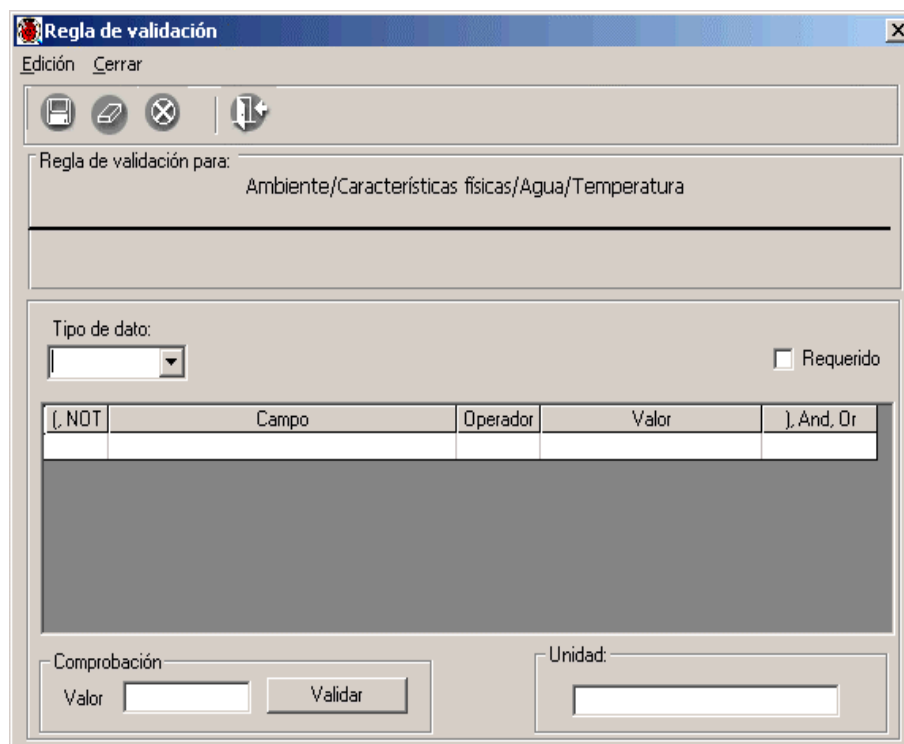 Regla de validación
Edición Cerrar
Regla de validación para:
Ambiente/Características físicas/Agua/Temperatura
Tipo de dato:
Requerido
(, NOT Campo Operador Valor ), And, Or
Comprobación
Valor Validar
Unidad: